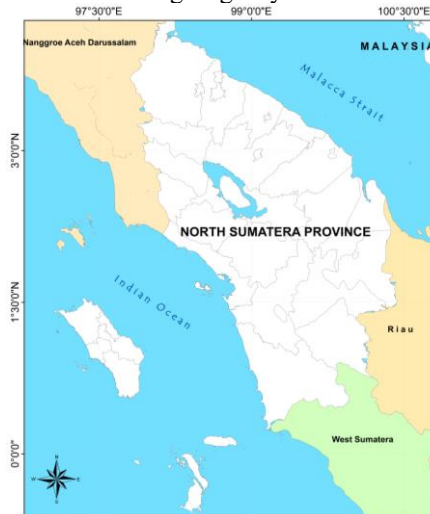 97°30'0"E 99°0'0"E 100°30'0"E
Nanggroe Aceh Darussalam
MALAYSIA
Malacca Strait
3°0'0"N
NORTH SUMATERA PROVINCE
Indian Ocean
1°30'0"N
Riau
West Sumatera
0°0'0"
N
W E
S